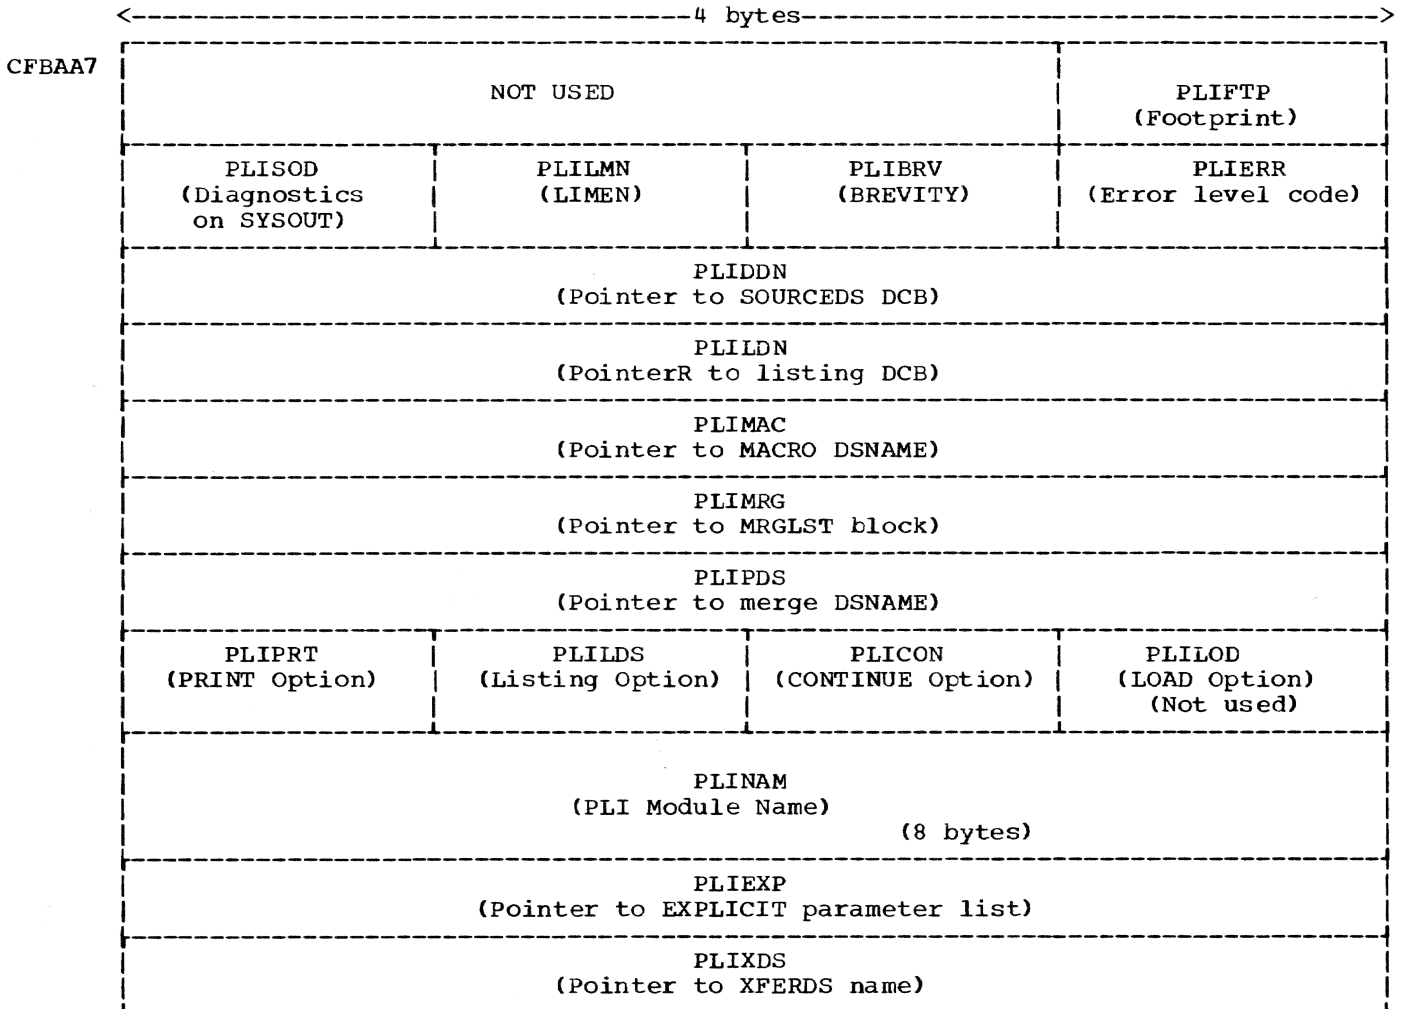 <--4 bytes-->
CFBAA7
NOT USED PLIFTP
(Footprint)
PLISOD PLILMN PLIBRV PLIERR
(Diagnostics (LIMEN) (BREVITY) (Error level code)
on SYSOUT)
PLIDDN
(Pointer to SOURCEDS DCB)
PLILDN
(PointerR to listing DCB)
PLIMAC
(Pointer to MACRO DSNAME)
PLIMRG
(Pointer to MRGLST block)
PLIPDS
(Pointer to merge DSNAME)
PLIPRT PLILDS PLICON PLILOD
(PRINT Option) (Listing Option) (CONTINUE Option) (LOAD Option)
(Not used)
PLINAM
(PLI Module Name)
(8 bytes)
PLIEXP
(Pointer to EXPLICIT parameter list)
PLIXDS
(Pointer to XFERDS name)